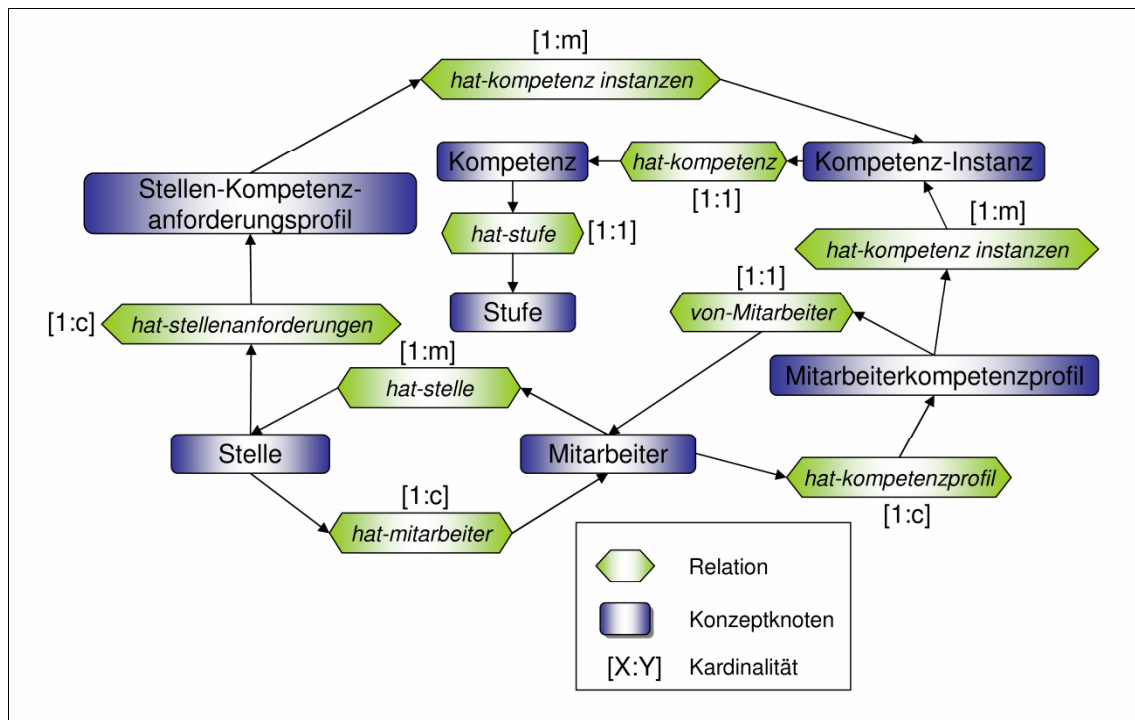 [1:m]
hat-kompetenz instanzen
Kompetenz
hat-kompetenz
Kompetenz-Instanz
[1:1]
Stellen-Kompetenz-
anforderungsprofil
[1:m]
hat-stufe
[1:1]
hat-kompetenz instanzen
[1:1]
Stufe
von-Mitarbeiter
[1:c]
hat-stellenanforderungen
[1:m]
hat-stelle
Mitarbeiterkompetenzprofil
Stelle
Mitarbeiter
hat-kompetenzprofil
[1:c]
[1:c]
hat-mitarbeiter
Relation
Konzeptknoten
[X:Y]
Kardinalität